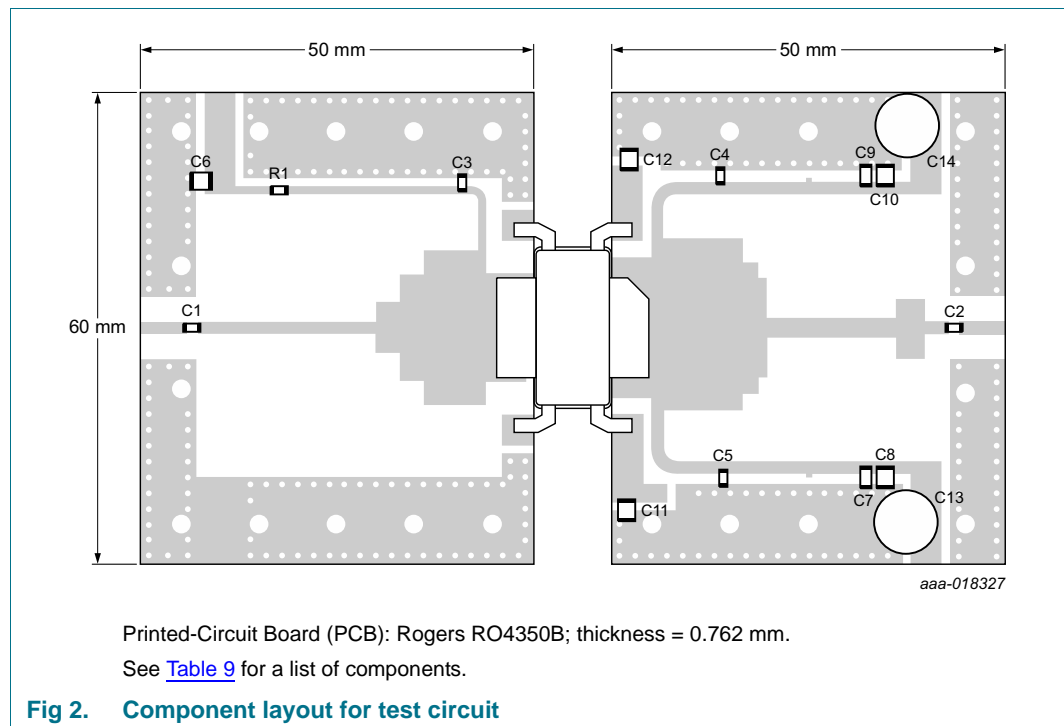 50 mm
50 mm
60 mm
C6
R1
C3
C1
C12
C4
C9
C10
C14
C2
C5
C8
C7
C13
C11
aaa-018327
Printed-Circuit Board (PCB): Rogers RO4350B; thickness = 0.762 mm.
See Table 9 for a list of components.
Fig 2. Component layout for test circuit